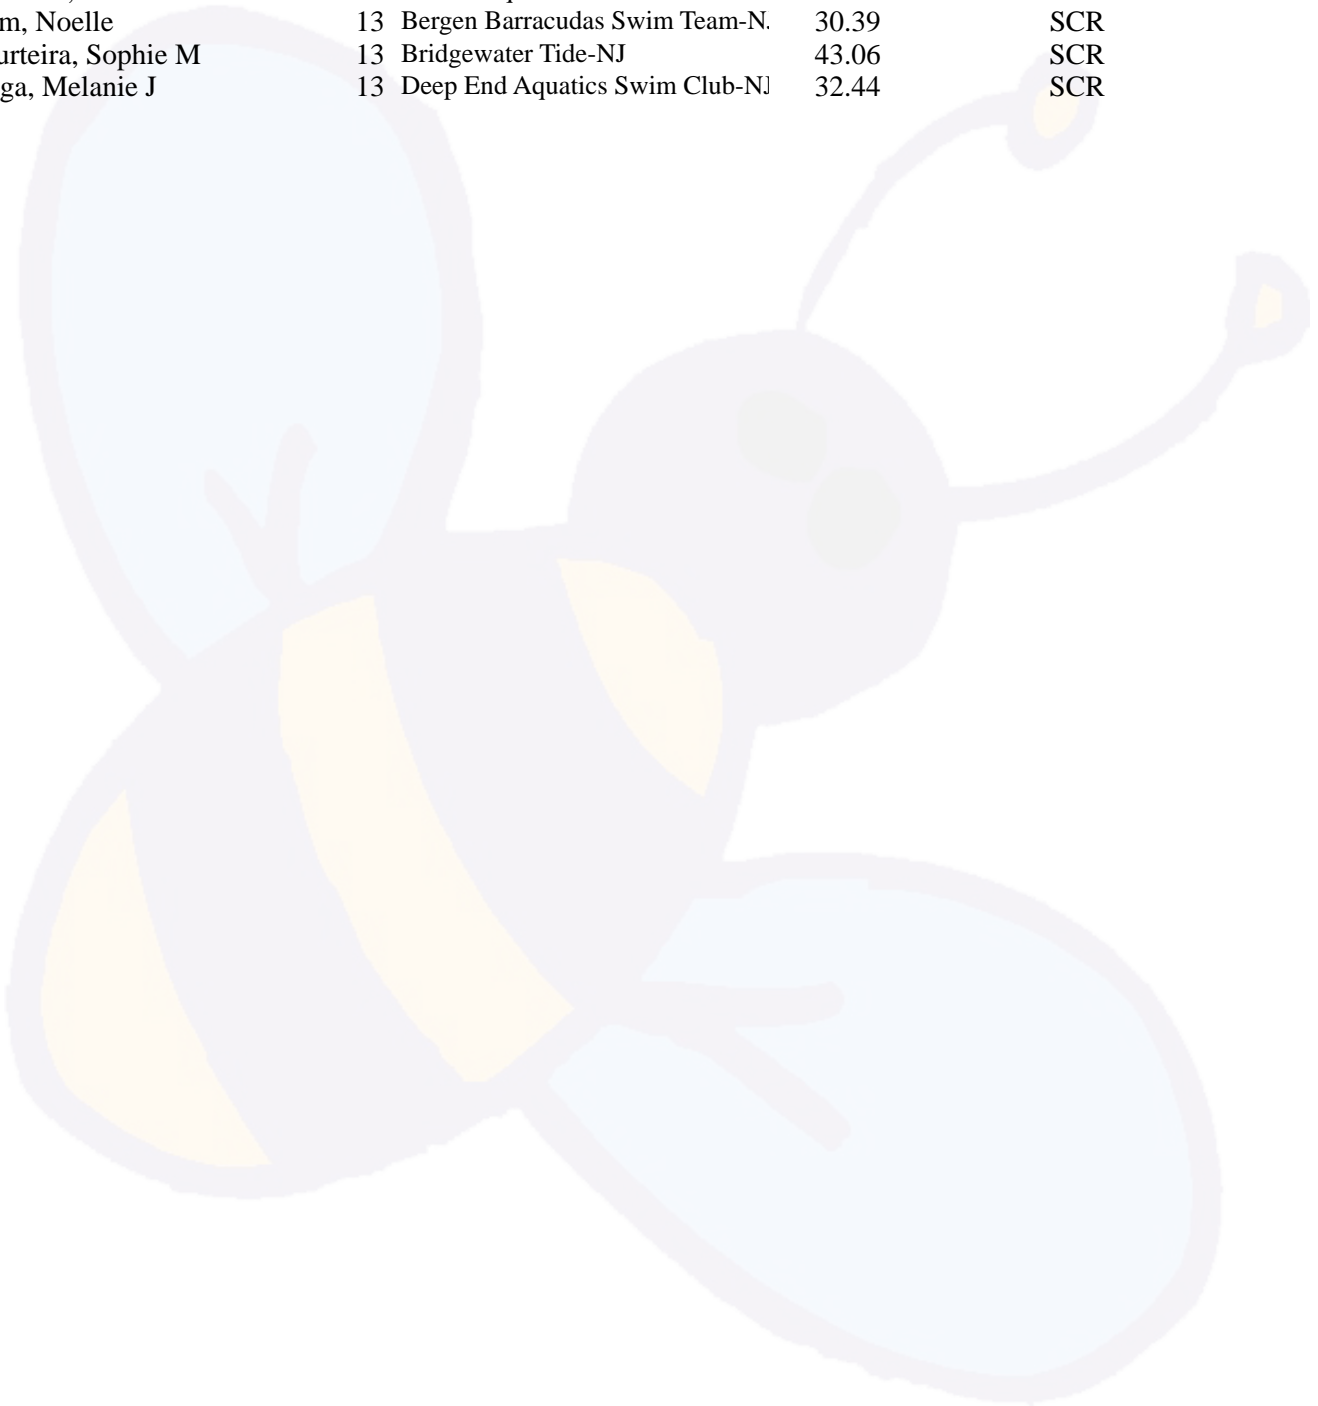 m, Noelle 13 Bergen Barracudas Swim Team-N. 30.39 SCR
urteira, Sophie M 13 Bridgewater Tide-NJ 43.06 SCR
ga, Melanie J 13 Deep End Aquatics Swim Club-NJ 32.44 SCR